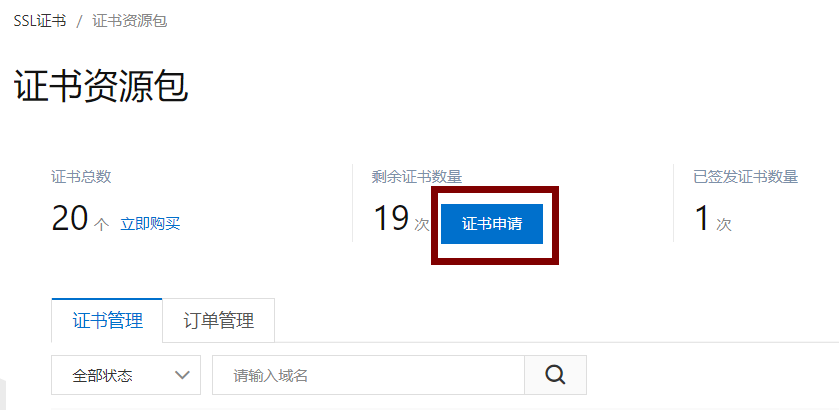 SSL证书 / 证书资源包
证书资源包
证书总数
20 个 立即购买
剩余证书数量
19 次 证书申请
已签发证书数量
1 次
证书管理 订单管理
全部状态 请输入域名